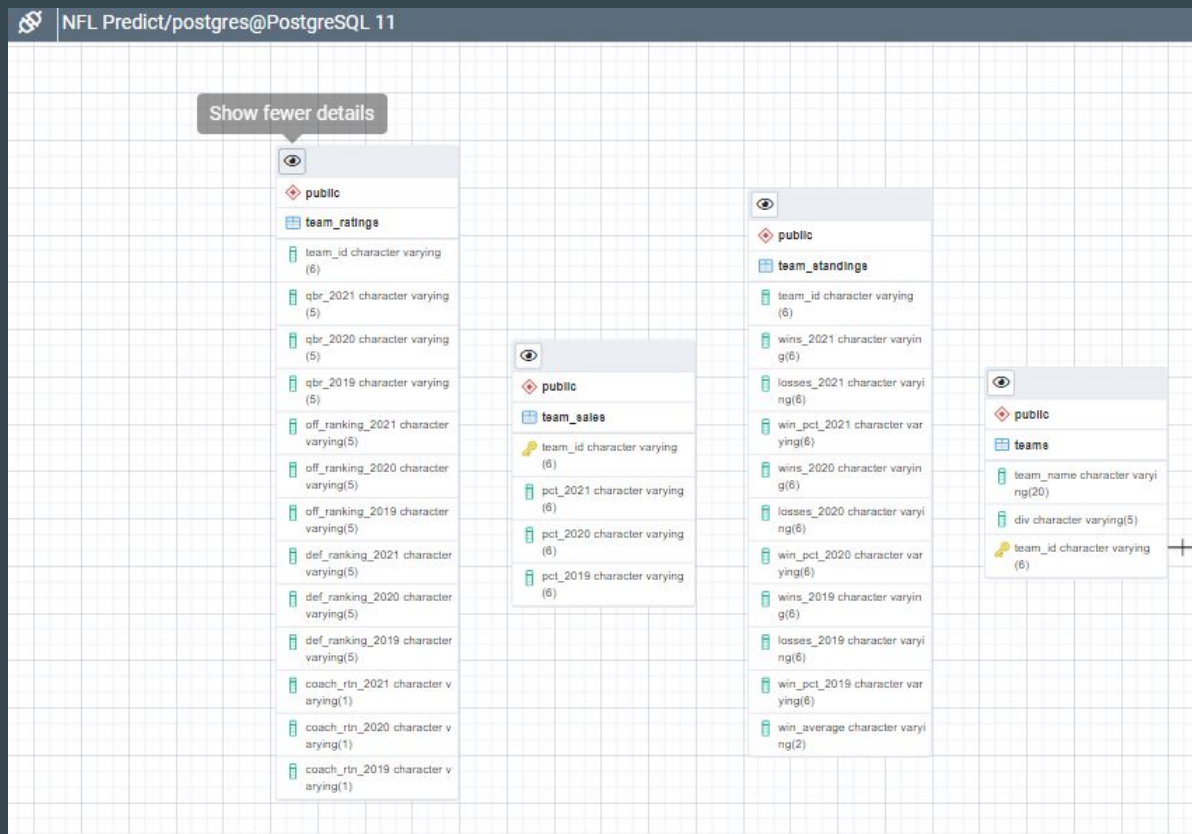 NFL Predict/postgres@PostgreSQL 11
Show fewer details
public
team_ratings
team_id character varying
(6)
qbr_2021 character varying
(5)
qbr_2020 character varying
(5)
qbr_2019 character varying
(5)
off_ranking_2021 character
varying(5)
off_ranking_2020 character
varying(5)
off_ranking_2019 character
varying(5)
def_ranking_2021 character
varying(5)
def_ranking_2020 character
varying(5)
def_ranking_2019 character
varying(5)
coach_rtn_2021 character v
arying(1)
coach_rtn_2020 character v
arying(1)
coach_rtn_2019 character v
arying(1)
public
team_sales
team_id character varying
(6)
pct_2021 character varying
(6)
pct_2020 character varying
(6)
pct_2019 character varying
(6)
public
team_standings
team_id character varying
(6)
wins_2021 character varyin
g(6)
losses_2021 character varyi
ng(6)
win_pct_2021 character var
ying(6)
wins_2020 character varyin
g(6)
losses_2020 character varyi
ng(6)
win_pct_2020 character var
ying(6)
wins_2019 character varyin
g(6)
losses_2019 character varyi
ng(6)
win_pct_2019 character var
ying(6)
win_average character varyi
ng(2)
public
teams
team_name character varyi
ng(20)
div character varying(5)
team_id character varying
(6)